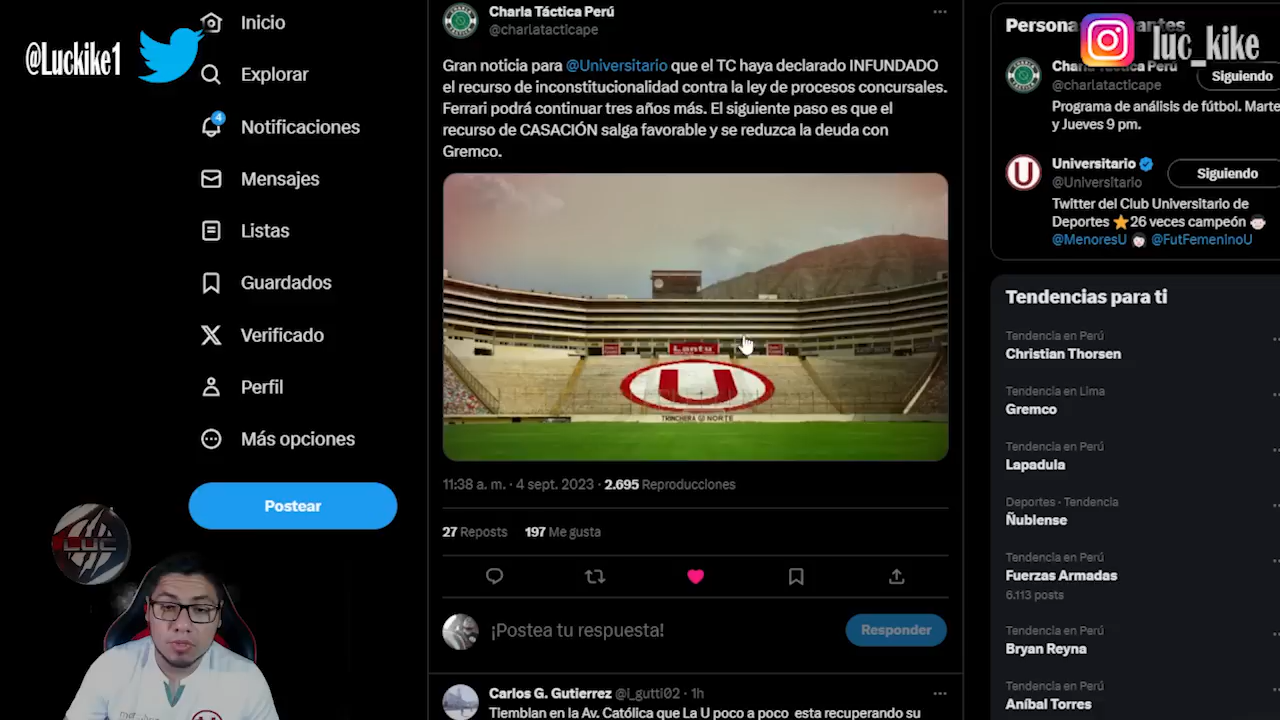 @Luckike1
Inicio
Explorar
4
Notificaciones
Mensajes
Listas
Guardados
Verificado
Perfil
Más opciones
Postear
LUC
Charla Táctica Perú
@charlatacticape
Gran noticia para @Universitario que el TC haya declarado INFUNDADO
el recurso de inconstitucionalidad contra la ley de procesos concursales.
Ferrari podrá continuar tres años más. El siguiente paso es que el
recurso de CASACIÓN salga favorable y se reduzca la deuda con
Gremco.
Lantu
U
TRINCHERA U NORTE
11:38 a. m. · 4 sept. 2023 · 2.695 Reproducciones
27 Reposts 197 Me gusta
¡Postea tu respuesta!
Responder
Carlos G. Gutierrez @i_gutti02 · 1h
Tiemblan en la Av. Católica que La U poco a poco esta recuperando su
luc_kike
Charla Táctica Perú
@charlatacticape
Siguiendo
Programa de análisis de fútbol. Marte
y Jueves 9 pm.
U
Universitario
@Universitario
Siguiendo
Twitter del Club Universitario de
Deportes 26 veces campeón
@MenoresU @FutFemeninoU
Tendencias para ti
Tendencia en Perú
Christian Thorsen
Tendencia en Lima
Gremco
Tendencia en Perú
Lapadula
Deportes · Tendencia
Ñublense
Tendencia en Perú
Fuerzas Armadas
6.113 posts
Tendencia en Perú
Bryan Reyna
Tendencia en Perú
Aníbal Torres